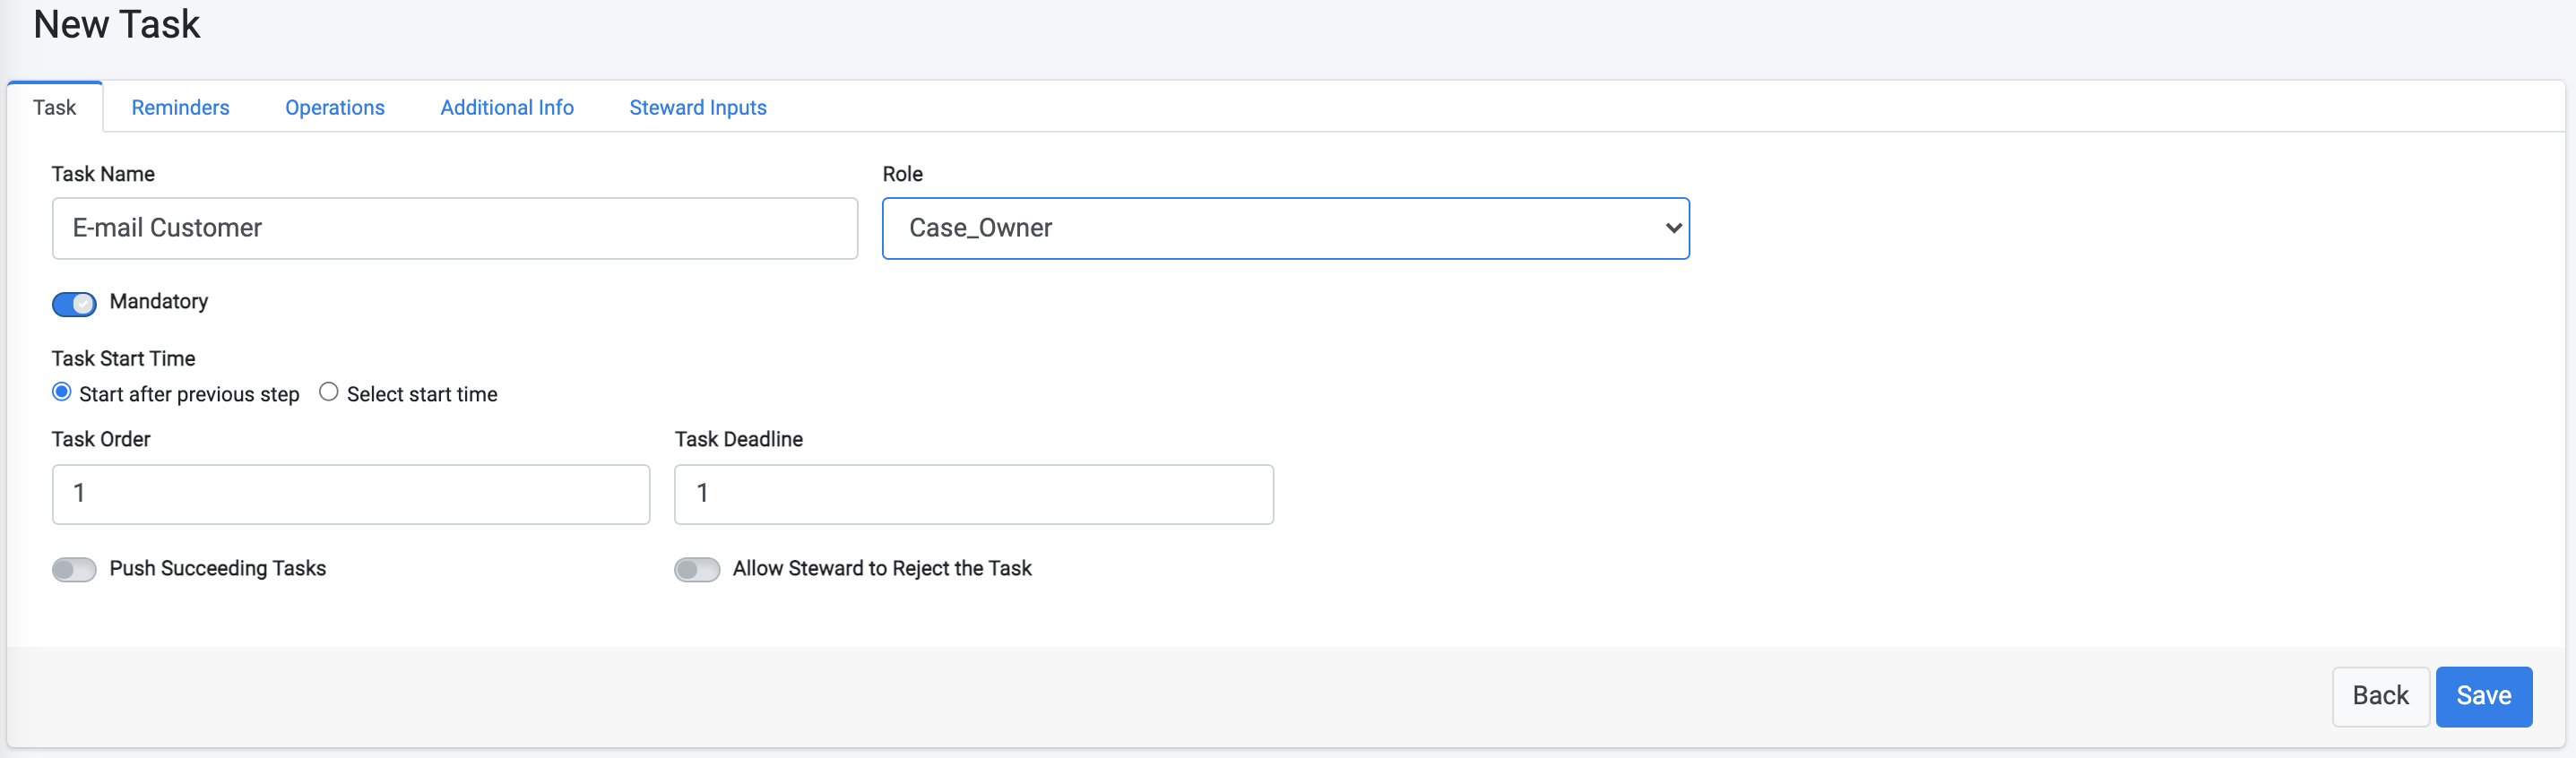 New Task
Task Reminders Operations Additional Info Steward Inputs
Task Name Role
E-mail Customer Case_Owner
Mandatory
Task Start Time
Start after previous step Select start time
Task Order Task Deadline
1 1
Push Succeeding Tasks Allow Steward to Reject the Task
Back Save